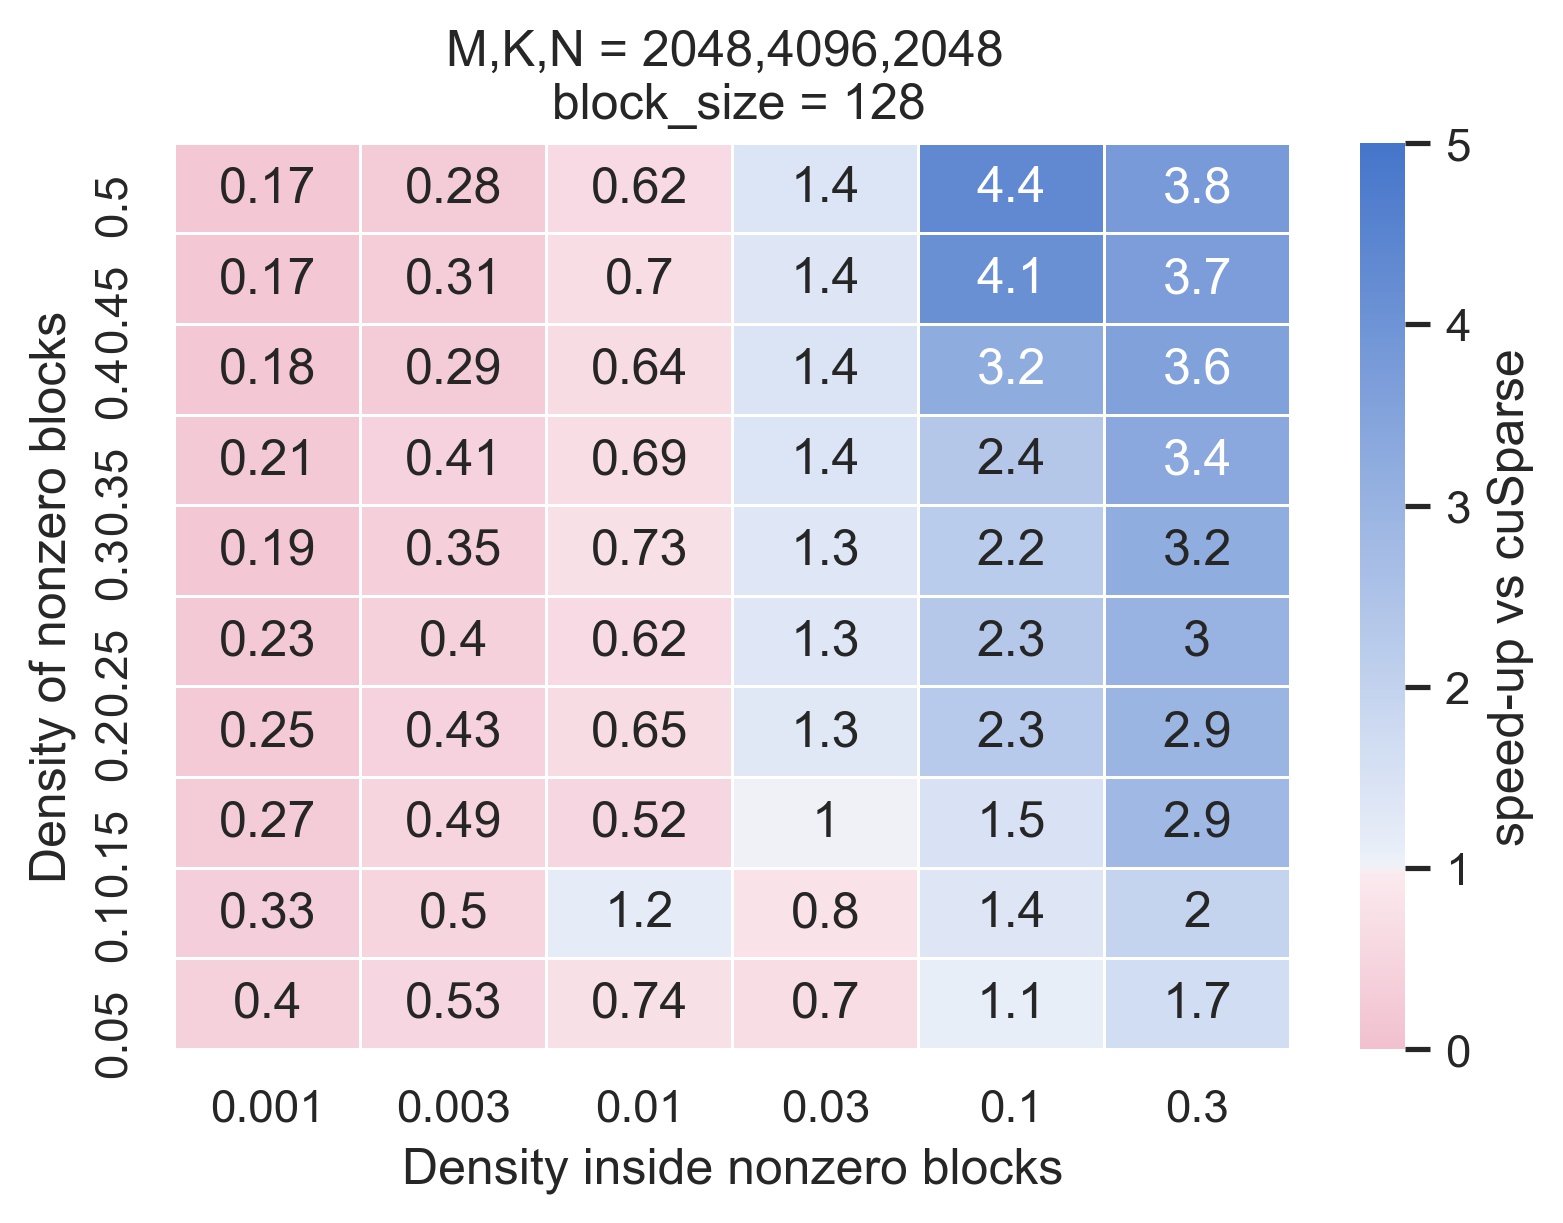 M,K,N = 2048,4096,2048
block_size = 128
Density of nonzero blocks
0.5 0.17 0.28 0.62 1.4 4.4 3.8
0.45 0.17 0.31 0.7 1.4 4.1 3.7
0.4 0.18 0.29 0.64 1.4 3.2 3.6
0.35 0.21 0.41 0.69 1.4 2.4 3.4
0.30 0.19 0.35 0.73 1.3 2.2 3.2
0.25 0.23 0.4 0.62 1.3 2.3 3
0.20 0.25 0.43 0.65 1.3 2.3 2.9
0.15 0.27 0.49 0.52 1 1.5 2.9
0.10 0.33 0.5 1.2 0.8 1.4 2
0.05 0.4 0.53 0.74 0.7 1.1 1.7
0.001 0.003 0.01 0.03 0.1 0.3
Density inside nonzero blocks
5
4
3
2
1
0
speed-up vs cuSparse